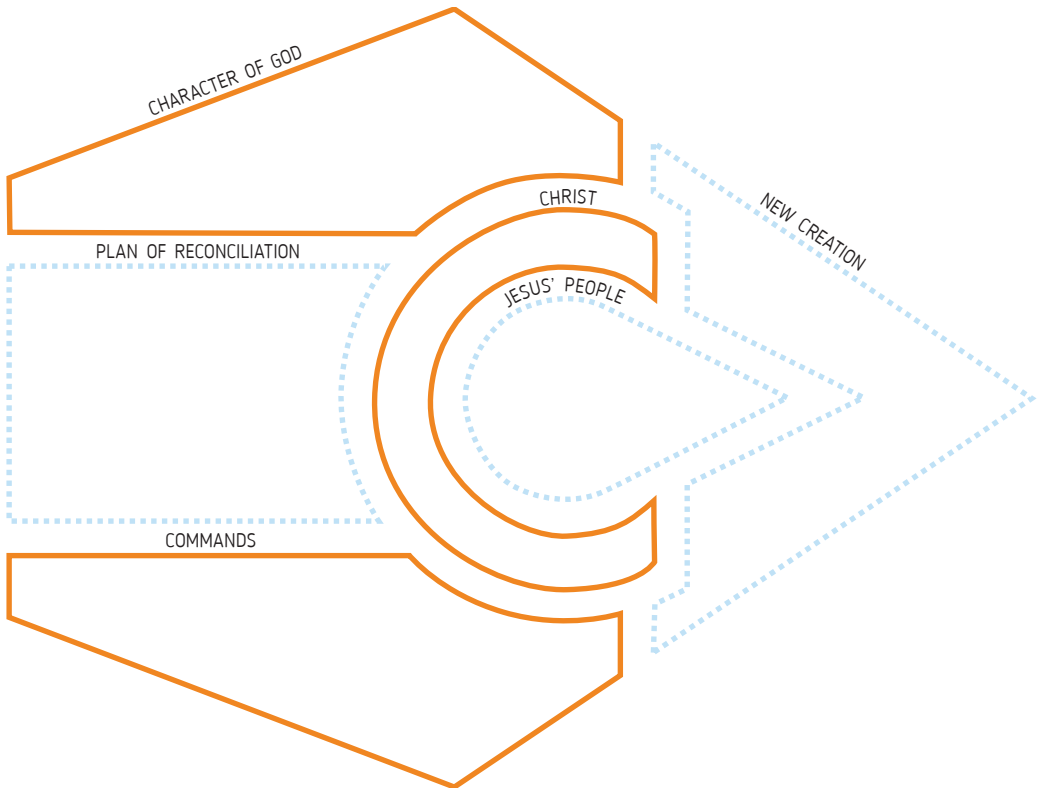 CHARACTER OF GOD
CHRIST
NEW CREATION
PLAN OF RECONCILIATION
JESUS' PEOPLE
COMMANDS